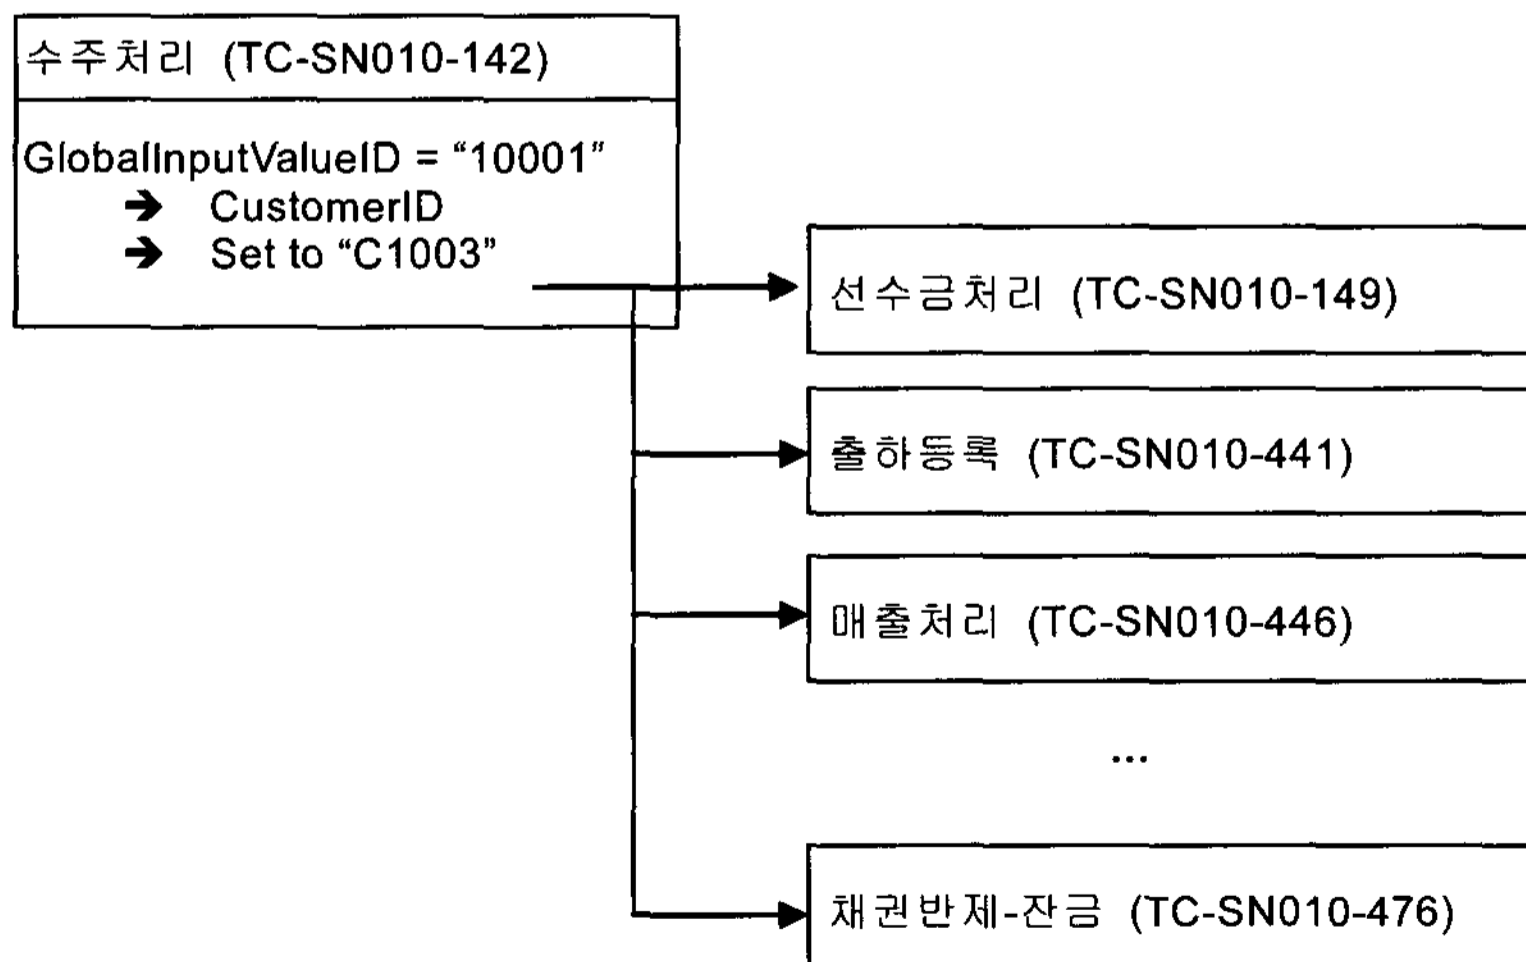 수주처리 (TC-SN010-142)
GlobalInputValueID = “10001”
➔ CustomerID
➔ Set to “C1003”
선수금처리 (TC-SN010-149)
출하등록 (TC-SN010-441)
매출처리 (TC-SN010-446)
...
채권반제-잔금 (TC-SN010-476)